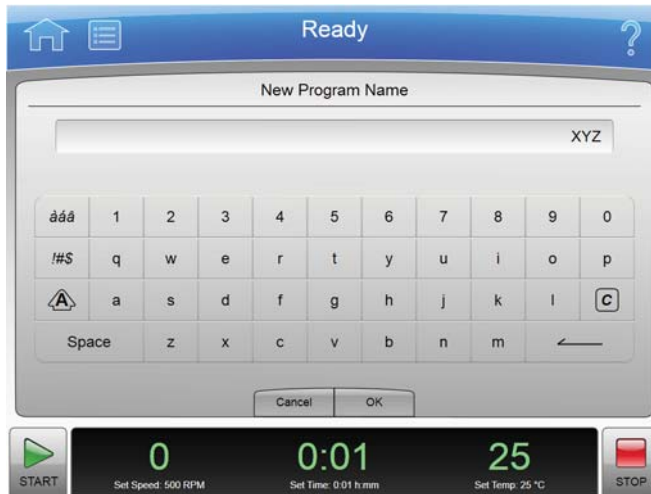 Ready
?
New Program Name
XYZ
àáâ 1 2 3 4 5 6 7 8 9 0
!#$ q w e r t y u i o p
A a s d f g h j k l C
Space z x c v b n m
Cancel OK
0 0:01 25
START Set Speed: 500 RPM Set Time: 0:01 h:mm Set Temp: 25 °C STOP